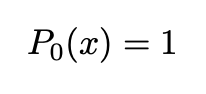 P₀(x) = 1